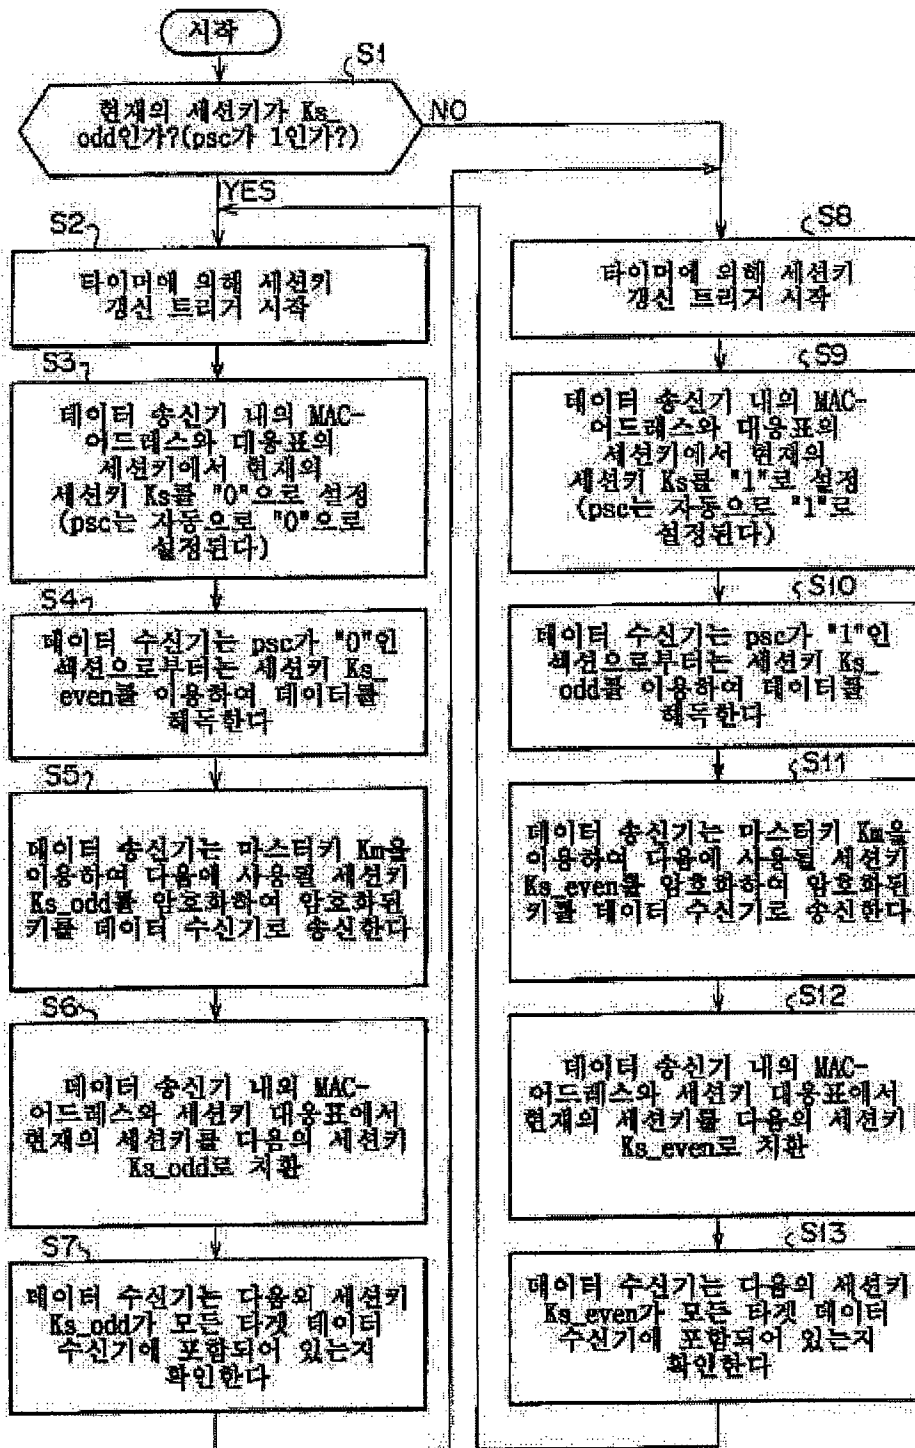 시작
S1
현재의 세션키가 Ks_
odd인가?(psc가 1인가?)
NO
YES
S2
타이머에 의해 세션키
갱신 트리거 시작
S3
데이터 송신기 내의 MAC-
어드레스와 대응표의
세션키에서 현재의
세션키 Ks를 "0"으로 설정
(psc는 자동으로 "0"으로
설정된다)
S4
데이터 수신기는 psc가 "0"인
섹션으로부터는 세션키 Ks_
even를 이용하여 데이터를
해독한다
S5
데이터 송신기는 마스터키 Km을
이용하여 다음에 사용될 세션키
Ks_odd를 암호화하여 암호화된
키를 데이터 수신기로 송신한다
S6
데이터 송신기 내의 MAC-
어드레스와 세션키 대응표에서
현재의 세션키를 다음의 세션키
Ks_odd로 치환
S7
데이터 수신기는 다음의 세션키
Ks_odd가 모든 타겟 데이터
수신기에 포함되어 있는지
확인한다
S8
타이머에 의해 세션키
갱신 트리거 시작
S9
데이터 송신기 내의 MAC-
어드레스와 대응표의
세션키에서 현재의
세션키 Ks를 "1"로 설정
(psc는 자동으로 "1"로
설정된다)
S10
데이터 수신기는 psc가 "1"인
섹션으로부터는 세션키 Ks_
odd를 이용하여 데이터를
해독한다
S11
데이터 송신기는 마스터키 Km을
이용하여 다음에 사용될 세션키
Ks_even를 암호화하여 암호화된
키를 데이터 수신기로 송신한다
S12
데이터 송신기 내의 MAC-
어드레스와 세션키 대응표에서
현재의 세션키를 다음의 세션키
Ks_even로 치환
S13
데이터 수신기는 다음의 세션키
Ks_even가 모든 타겟 데이터
수신기에 포함되어 있는지
확인한다